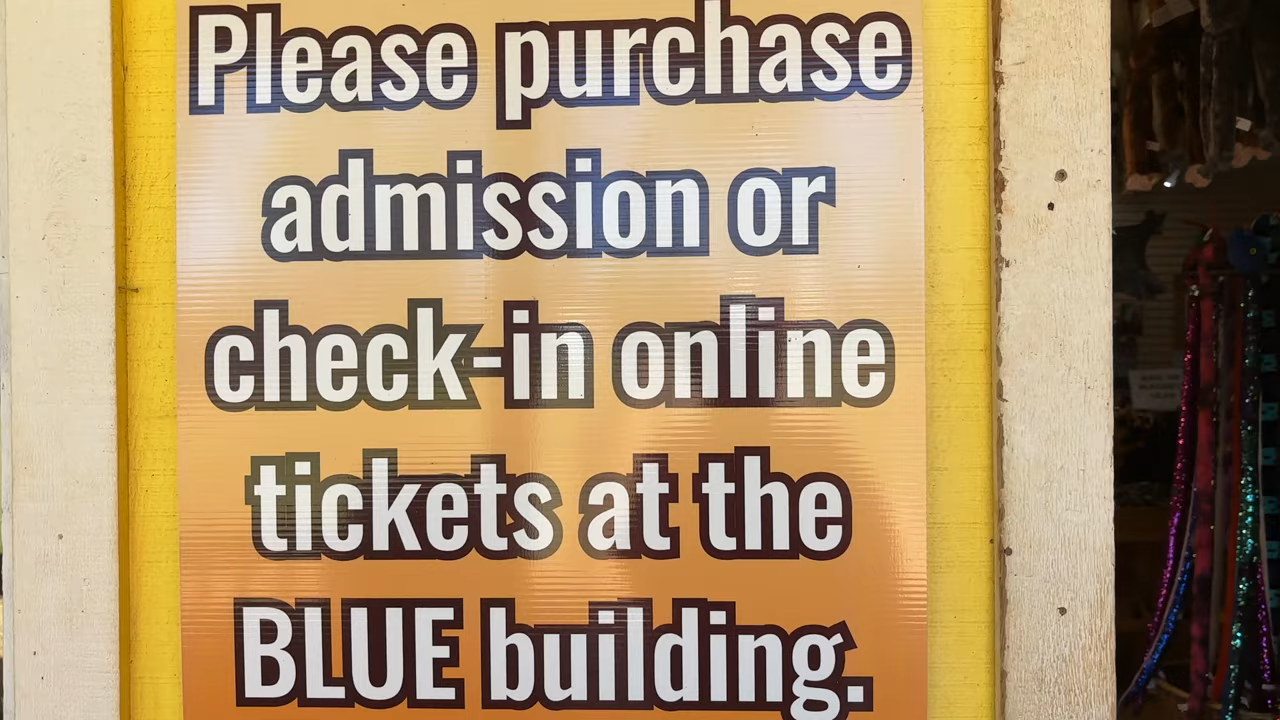 Please purchase
admission or
check-in online
tickets at the
BLUE building.